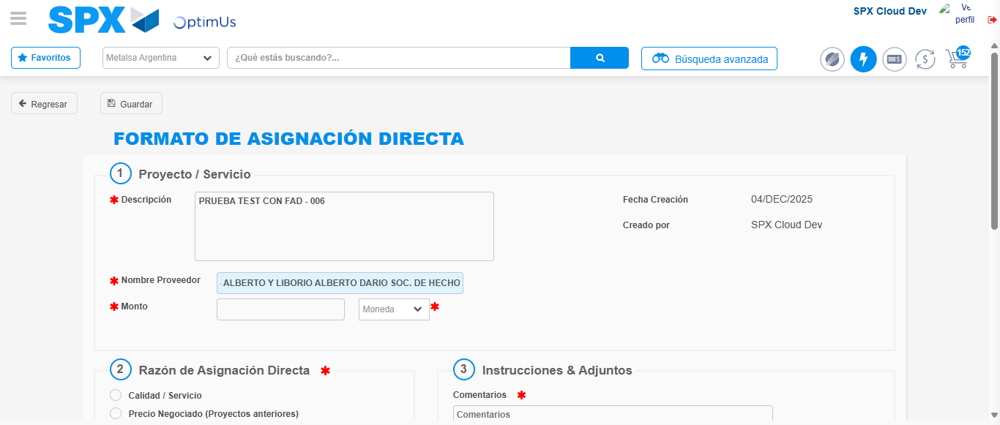 SPX OptimUs
SPX Cloud Dev
Ve
perfil
Favoritos
Metalsa Argentina
¿Qué estás buscando?...
Búsqueda avanzada
152
Regresar
Guardar
FORMATO DE ASIGNACIÓN DIRECTA
1 Proyecto / Servicio
* Descripción
PRUEBA TEST CON FAD - 006
Fecha Creación 04/DEC/2025
Creado por SPX Cloud Dev
* Nombre Proveedor
ALBERTO Y LIBORIO ALBERTO DARIO SOC. DE HECHO
* Monto
Moneda *
2 Razón de Asignación Directa *
Calidad / Servicio
Precio Negociado (Proyectos anteriores)
3 Instrucciones & Adjuntos
Comentarios *
Comentarios